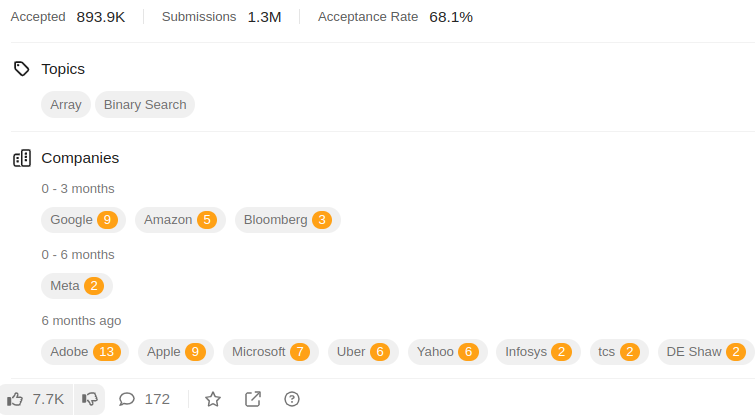 Accepted 893.9K Submissions 1.3M Acceptance Rate 68.1%
Topics
Array Binary Search
Companies
0 - 3 months
Google 9 Amazon 5 Bloomberg 3
0 - 6 months
Meta 2
6 months ago
Adobe 13 Apple 9 Microsoft 7 Uber 6 Yahoo 6 Infosys 2 tcs 2 DE Shaw 2
7.7K 172